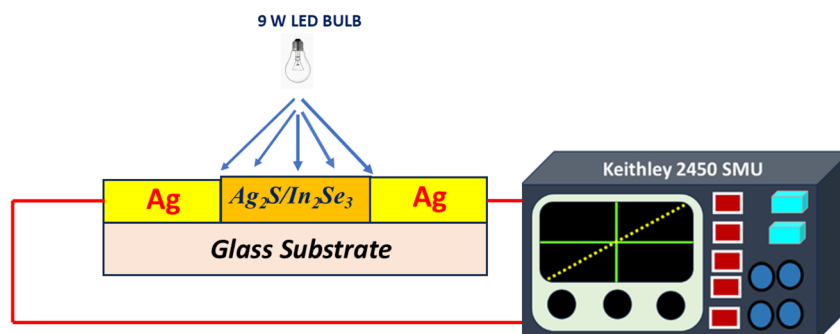 9 W LED BULB
Keithley 2450 SMU
Ag Ag₂S/In₂Se₃ Ag
Glass Substrate